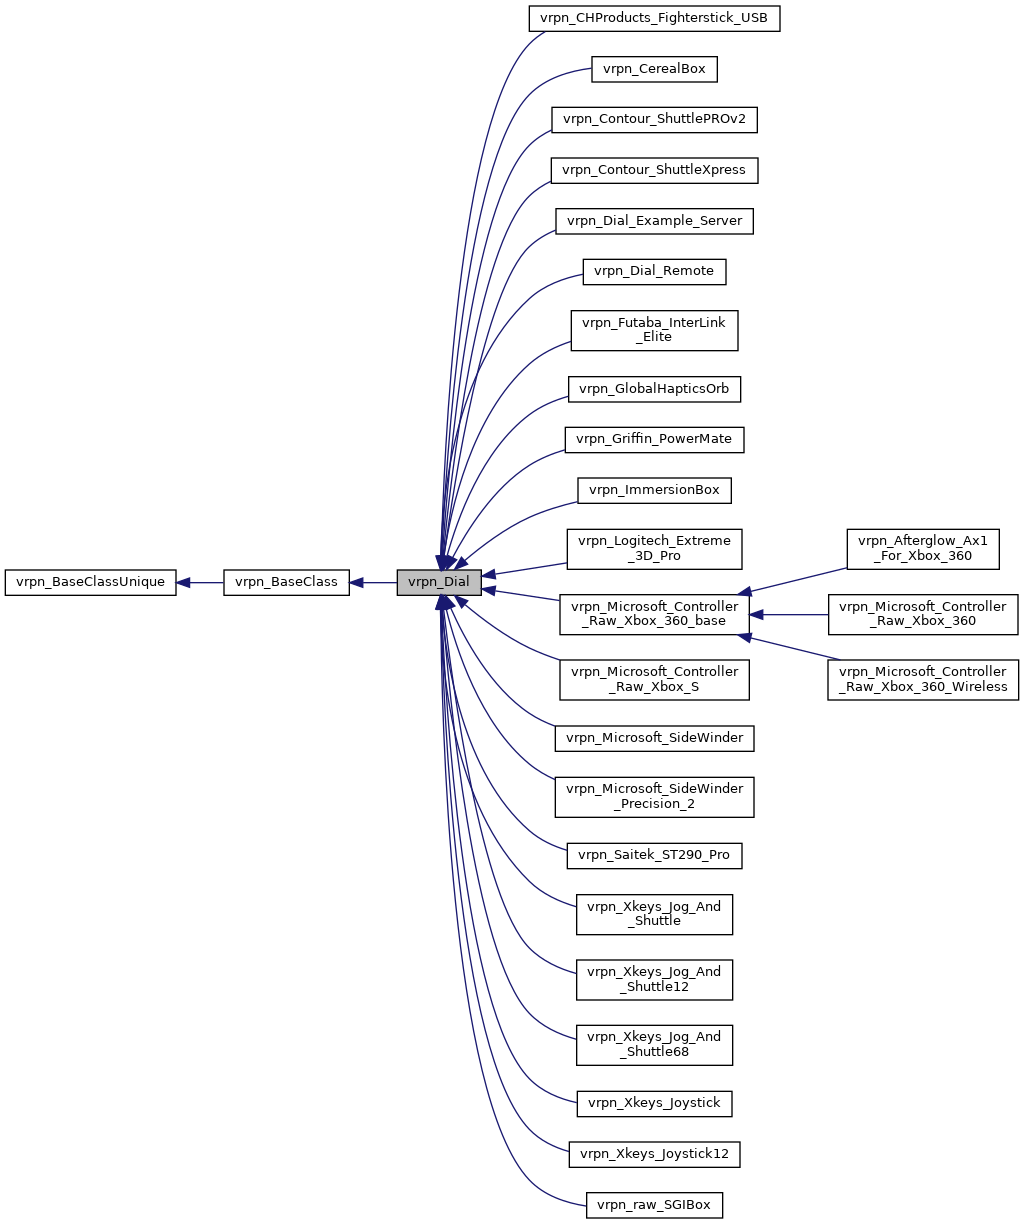 vrpn_CHProducts_Fighterstick_USB
vrpn_CerealBox
vrpn_Contour_ShuttlePROv2
vrpn_Contour_ShuttleXpress
vrpn_Dial_Example_Server
vrpn_Dial_Remote
vrpn_Futaba_InterLink
_Elite
vrpn_GlobalHapticsOrb
vrpn_Griffin_PowerMate
vrpn_ImmersionBox
vrpn_Logitech_Extreme
_3D_Pro
vrpn_Afterglow_Ax1
_For_Xbox_360
vrpn_BaseClassUnique
vrpn_BaseClass
vrpn_Dial
vrpn_Microsoft_Controller
_Raw_Xbox_360_base
vrpn_Microsoft_Controller
_Raw_Xbox_360
vrpn_Microsoft_Controller
_Raw_Xbox_S
vrpn_Microsoft_Controller
_Raw_Xbox_360_Wireless
vrpn_Microsoft_SideWinder
vrpn_Microsoft_SideWinder
_Precision_2
vrpn_Saitek_ST290_Pro
vrpn_Xkeys_Jog_And
_Shuttle
vrpn_Xkeys_Jog_And
_Shuttle12
vrpn_Xkeys_Jog_And
_Shuttle68
vrpn_Xkeys_Joystick
vrpn_Xkeys_Joystick12
vrpn_raw_SGIBox